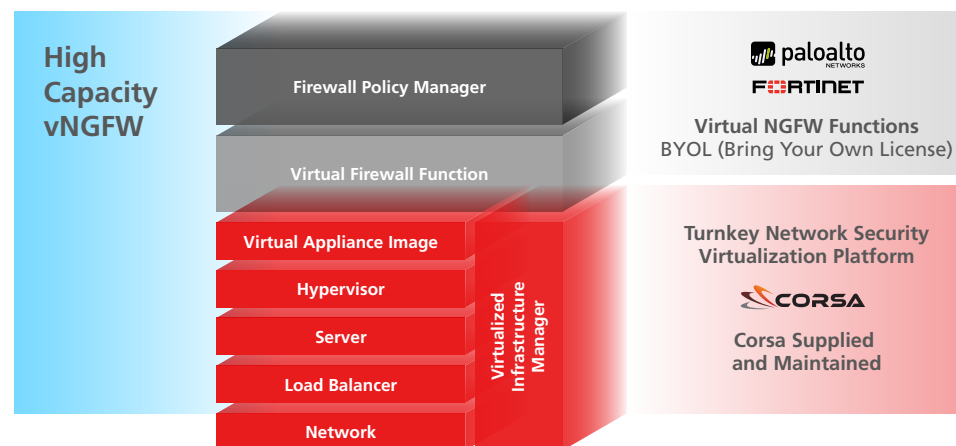 High
Capacity
vNGFW
Firewall Policy Manager
Virtual Firewall Function
Virtual Appliance Image
Hypervisor
Server
Load Balancer
Network
Virtualized
Infrastructure
Manager
paloalto
NETWORKS
FORTINET
Virtual NGFW Functions
BYOL (Bring Your Own License)
Turnkey Network Security
Virtualization Platform
CORSA
Corsa Supplied
and Maintained